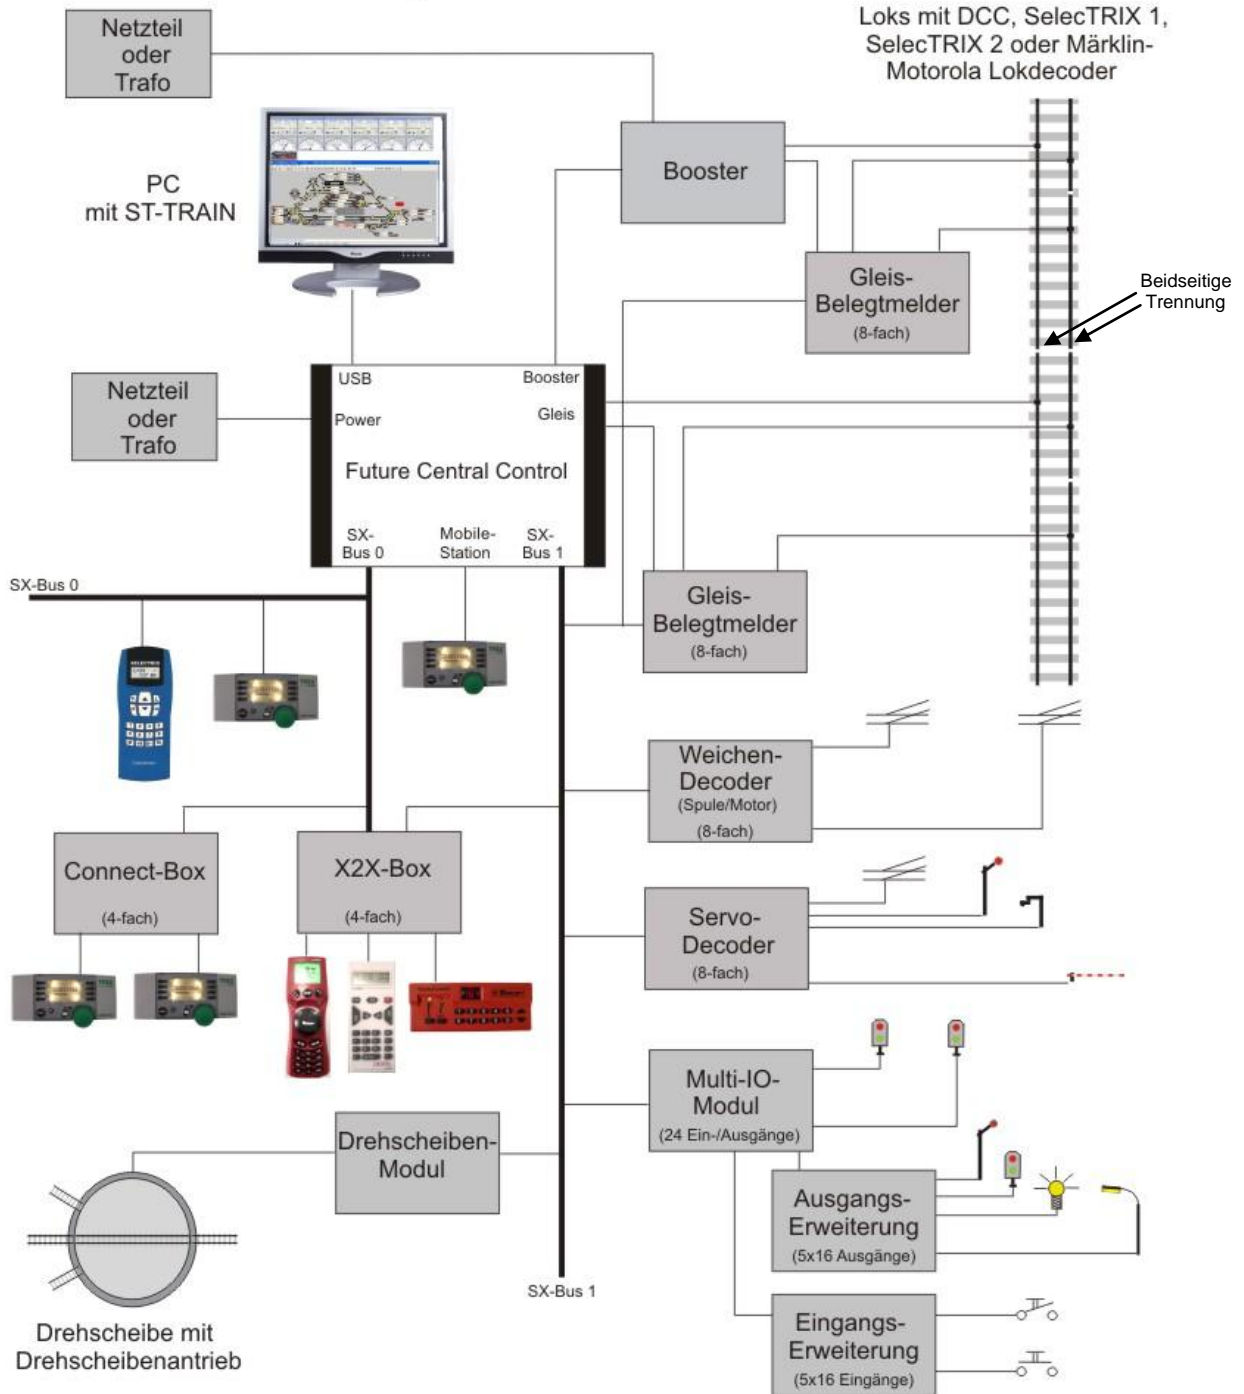 Netzteil
oder
Trafo
Loks mit DCC, SelecTRIX 1,
SelecTRIX 2 oder Märklin-
Motorola Lokdecoder
PC
mit ST-TRAIN
Booster
Gleis-
Belegtmelder
(8-fach)
Beidseitige
Trennung
Netzteil
oder
Trafo
USB
Booster
Power
Gleis
Future Central Control
SX-
Bus 0
Mobile-
Station
SX-
Bus 1
SX-Bus 0
Gleis-
Belegtmelder
(8-fach)
SELECTRIX
Weichen-
Decoder
(Spule/Motor)
(8-fach)
Connect-Box
(4-fach)
X2X-Box
(4-fach)
Servo-
Decoder
(8-fach)
Multi-IO-
Modul
(24 Ein-/Ausgänge)
Drehscheiben-
Modul
Ausgangs-
Erweiterung
(5x16 Ausgänge)
SX-Bus 1
Drehscheibe mit
Drehscheibenantrieb
Eingangs-
Erweiterung
(5x16 Eingänge)